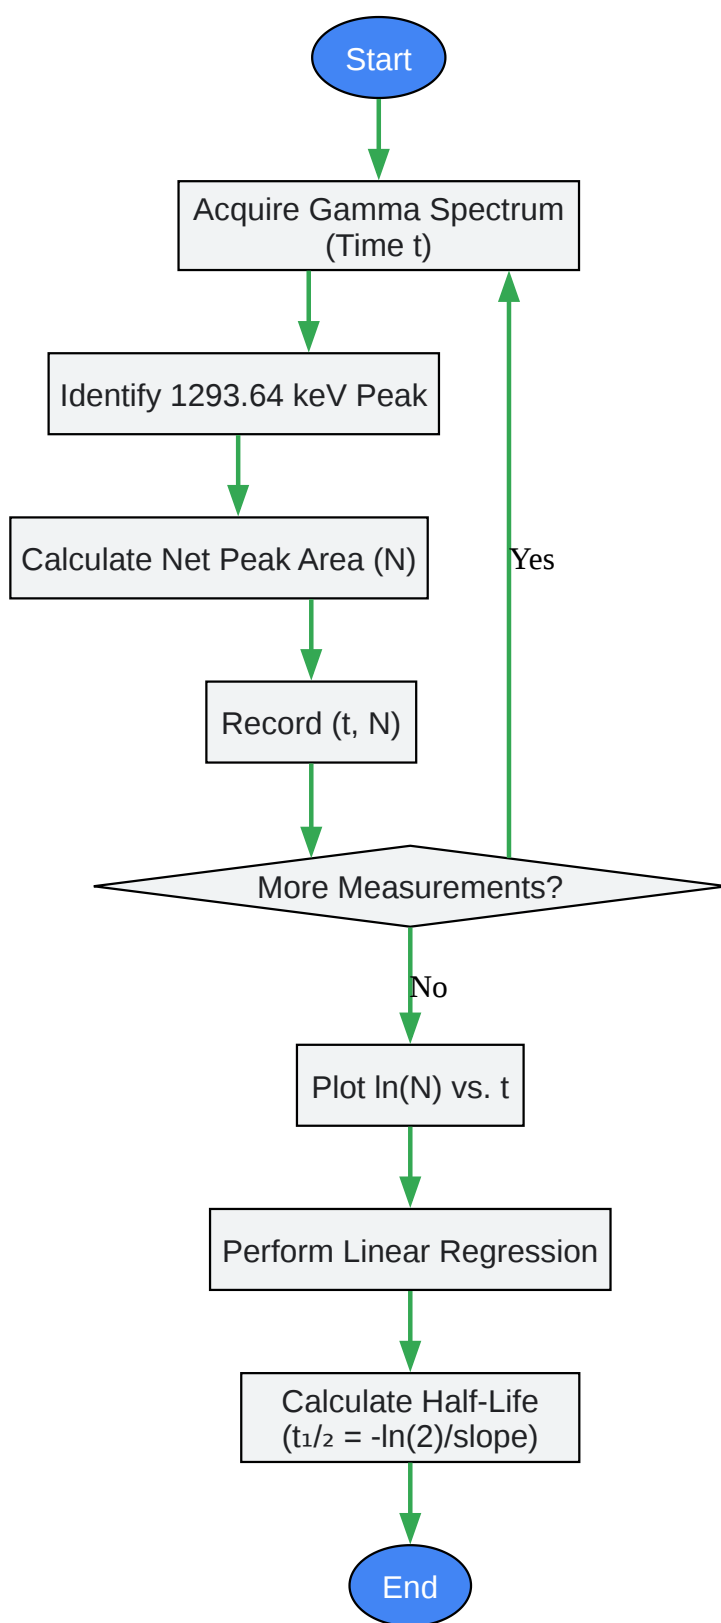 Start
Acquire Gamma Spectrum
(Time t)
Identify 1293.64 keV Peak
Calculate Net Peak Area (N)
Yes
Record (t, N)
More Measurements?
No
Plot ln(N) vs. t
Perform Linear Regression
Calculate Half-Life
(t₁/₂ = -ln(2)/slope)
End